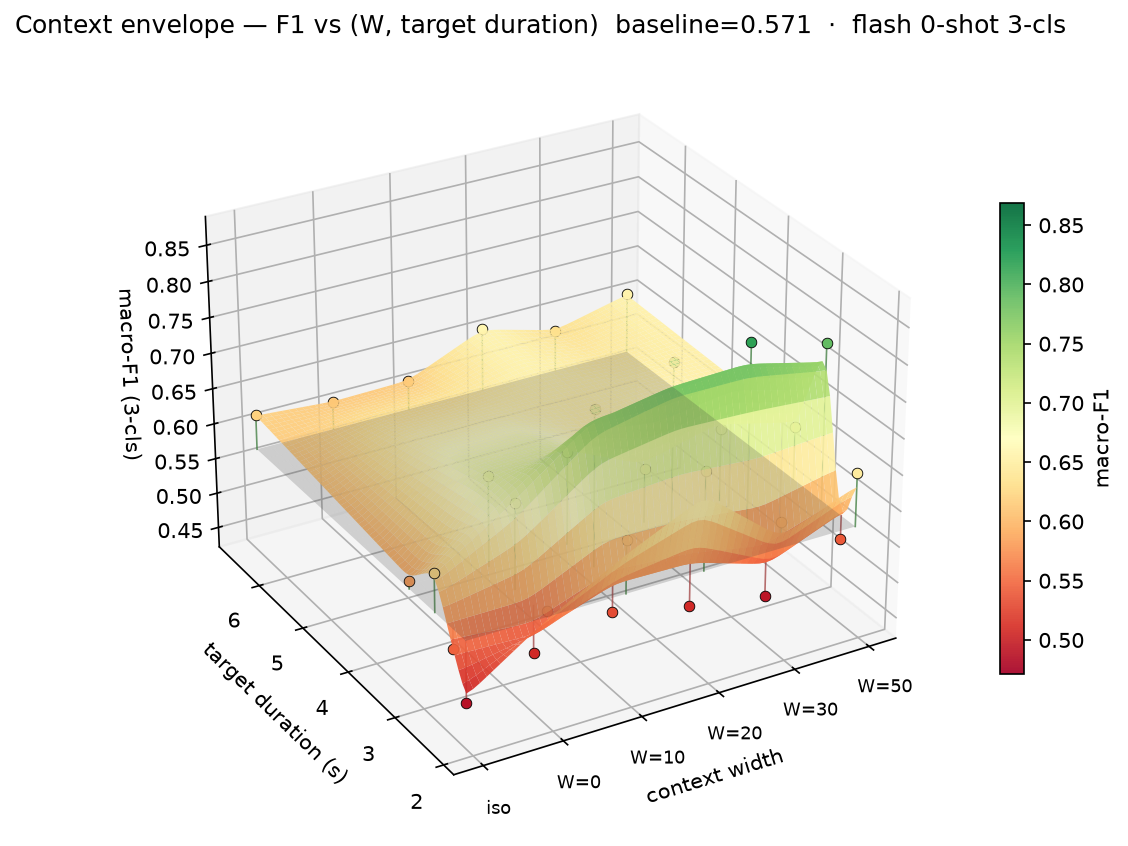 Context envelope — F1 vs (W, target duration)  baseline=0.571  ·  flash 0-shot 3-cls
macro-F1 (3-cls)
0.85
0.80
0.75
0.70
0.65
0.60
0.55
0.50
0.45
target duration (s)
6
5
4
3
2
context width
iso
W=0
W=10
W=20
W=30
W=50
0.85
0.80
0.75
0.70
0.65
0.60
0.55
0.50
macro-F1